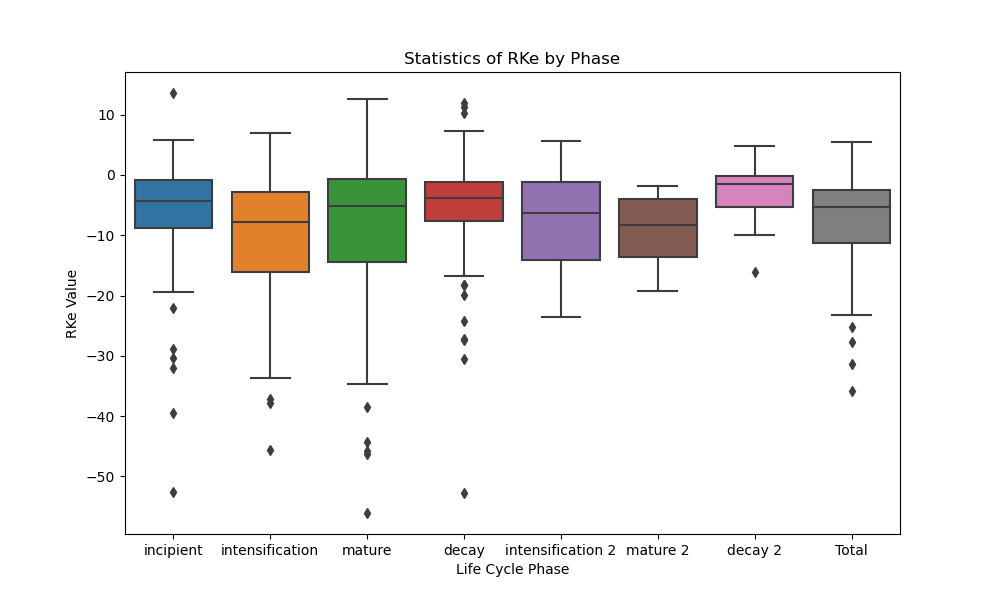 Statistics of RKe by Phase
RKe Value
10
0
−10
−20
−30
−40
−50
incipient intensification mature decay intensification 2 mature 2 decay 2 Total
Life Cycle Phase